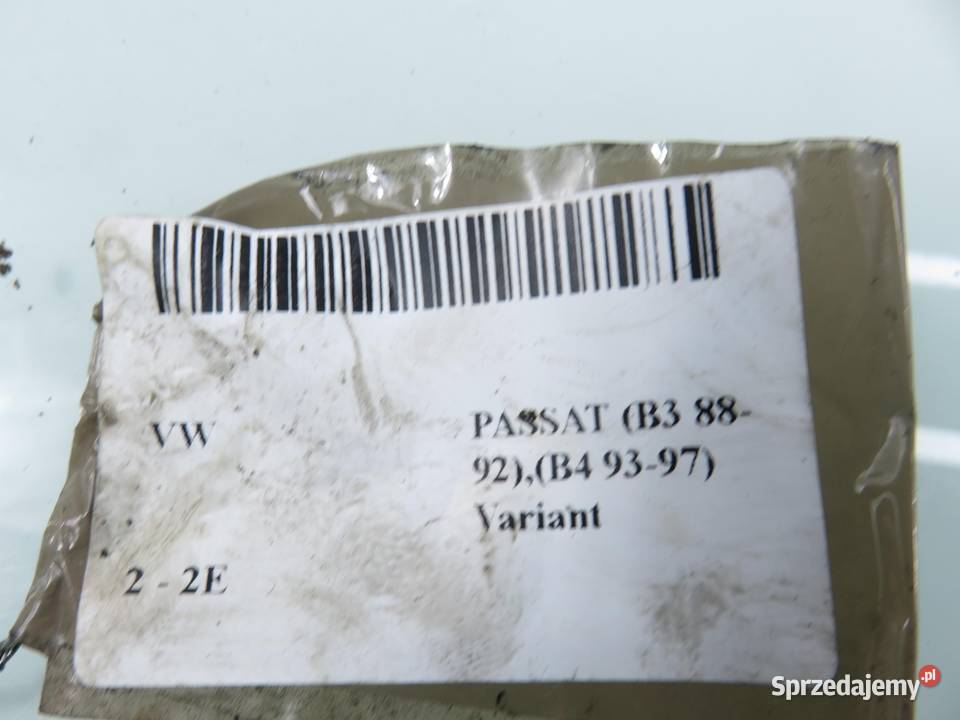 VW
PASSAT (B3 88-
92),(B4 93-97)
Variant
2 - 2E
Sprzedajemy.pl